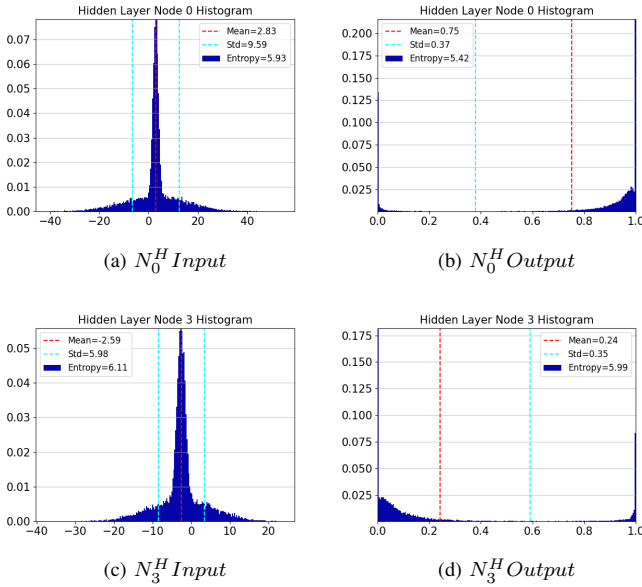 Hidden Layer Node 0 Histogram
Mean=2.83
Std=9.59
Entropy=5.93
0.07
0.06
0.05
0.04
0.03
0.02
0.01
0.00
−40 −20 0 20 40
(a) N_0^H Input
Hidden Layer Node 0 Histogram
Mean=0.75
Std=0.37
Entropy=5.42
0.200
0.175
0.150
0.125
0.100
0.075
0.050
0.025
0.0 0.2 0.4 0.6 0.8 1.0
(b) N_0^H Output
Hidden Layer Node 3 Histogram
Mean=-2.59
Std=5.98
Entropy=6.11
0.05
0.04
0.03
0.02
0.01
0.00
−40 −30 −20 −10 0 10 20
(c) N_3^H Input
Hidden Layer Node 3 Histogram
Mean=0.24
Std=0.35
Entropy=5.99
0.175
0.150
0.125
0.100
0.075
0.050
0.025
0.0 0.2 0.4 0.6 0.8 1.0
(d) N_3^H Output